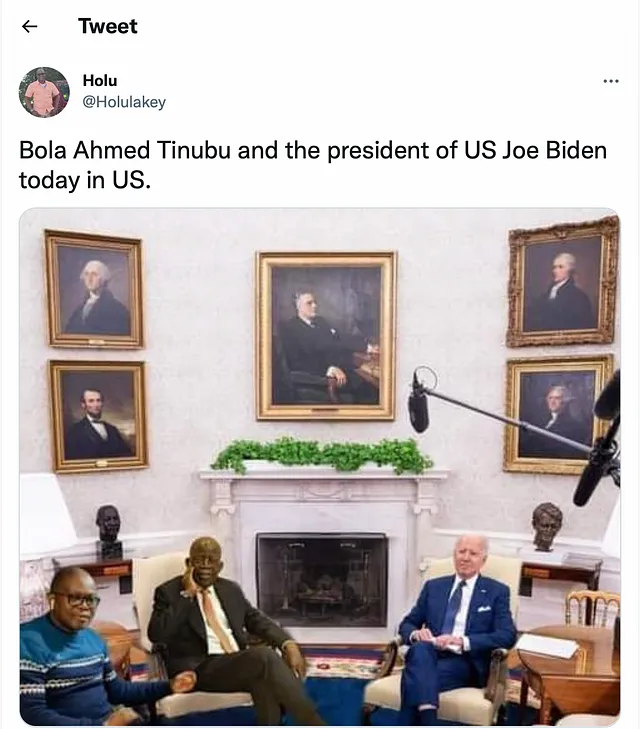 Tweet
Holu
@Holulakey
Bola Ahmed Tinubu and the president of US Joe Biden
today in US.